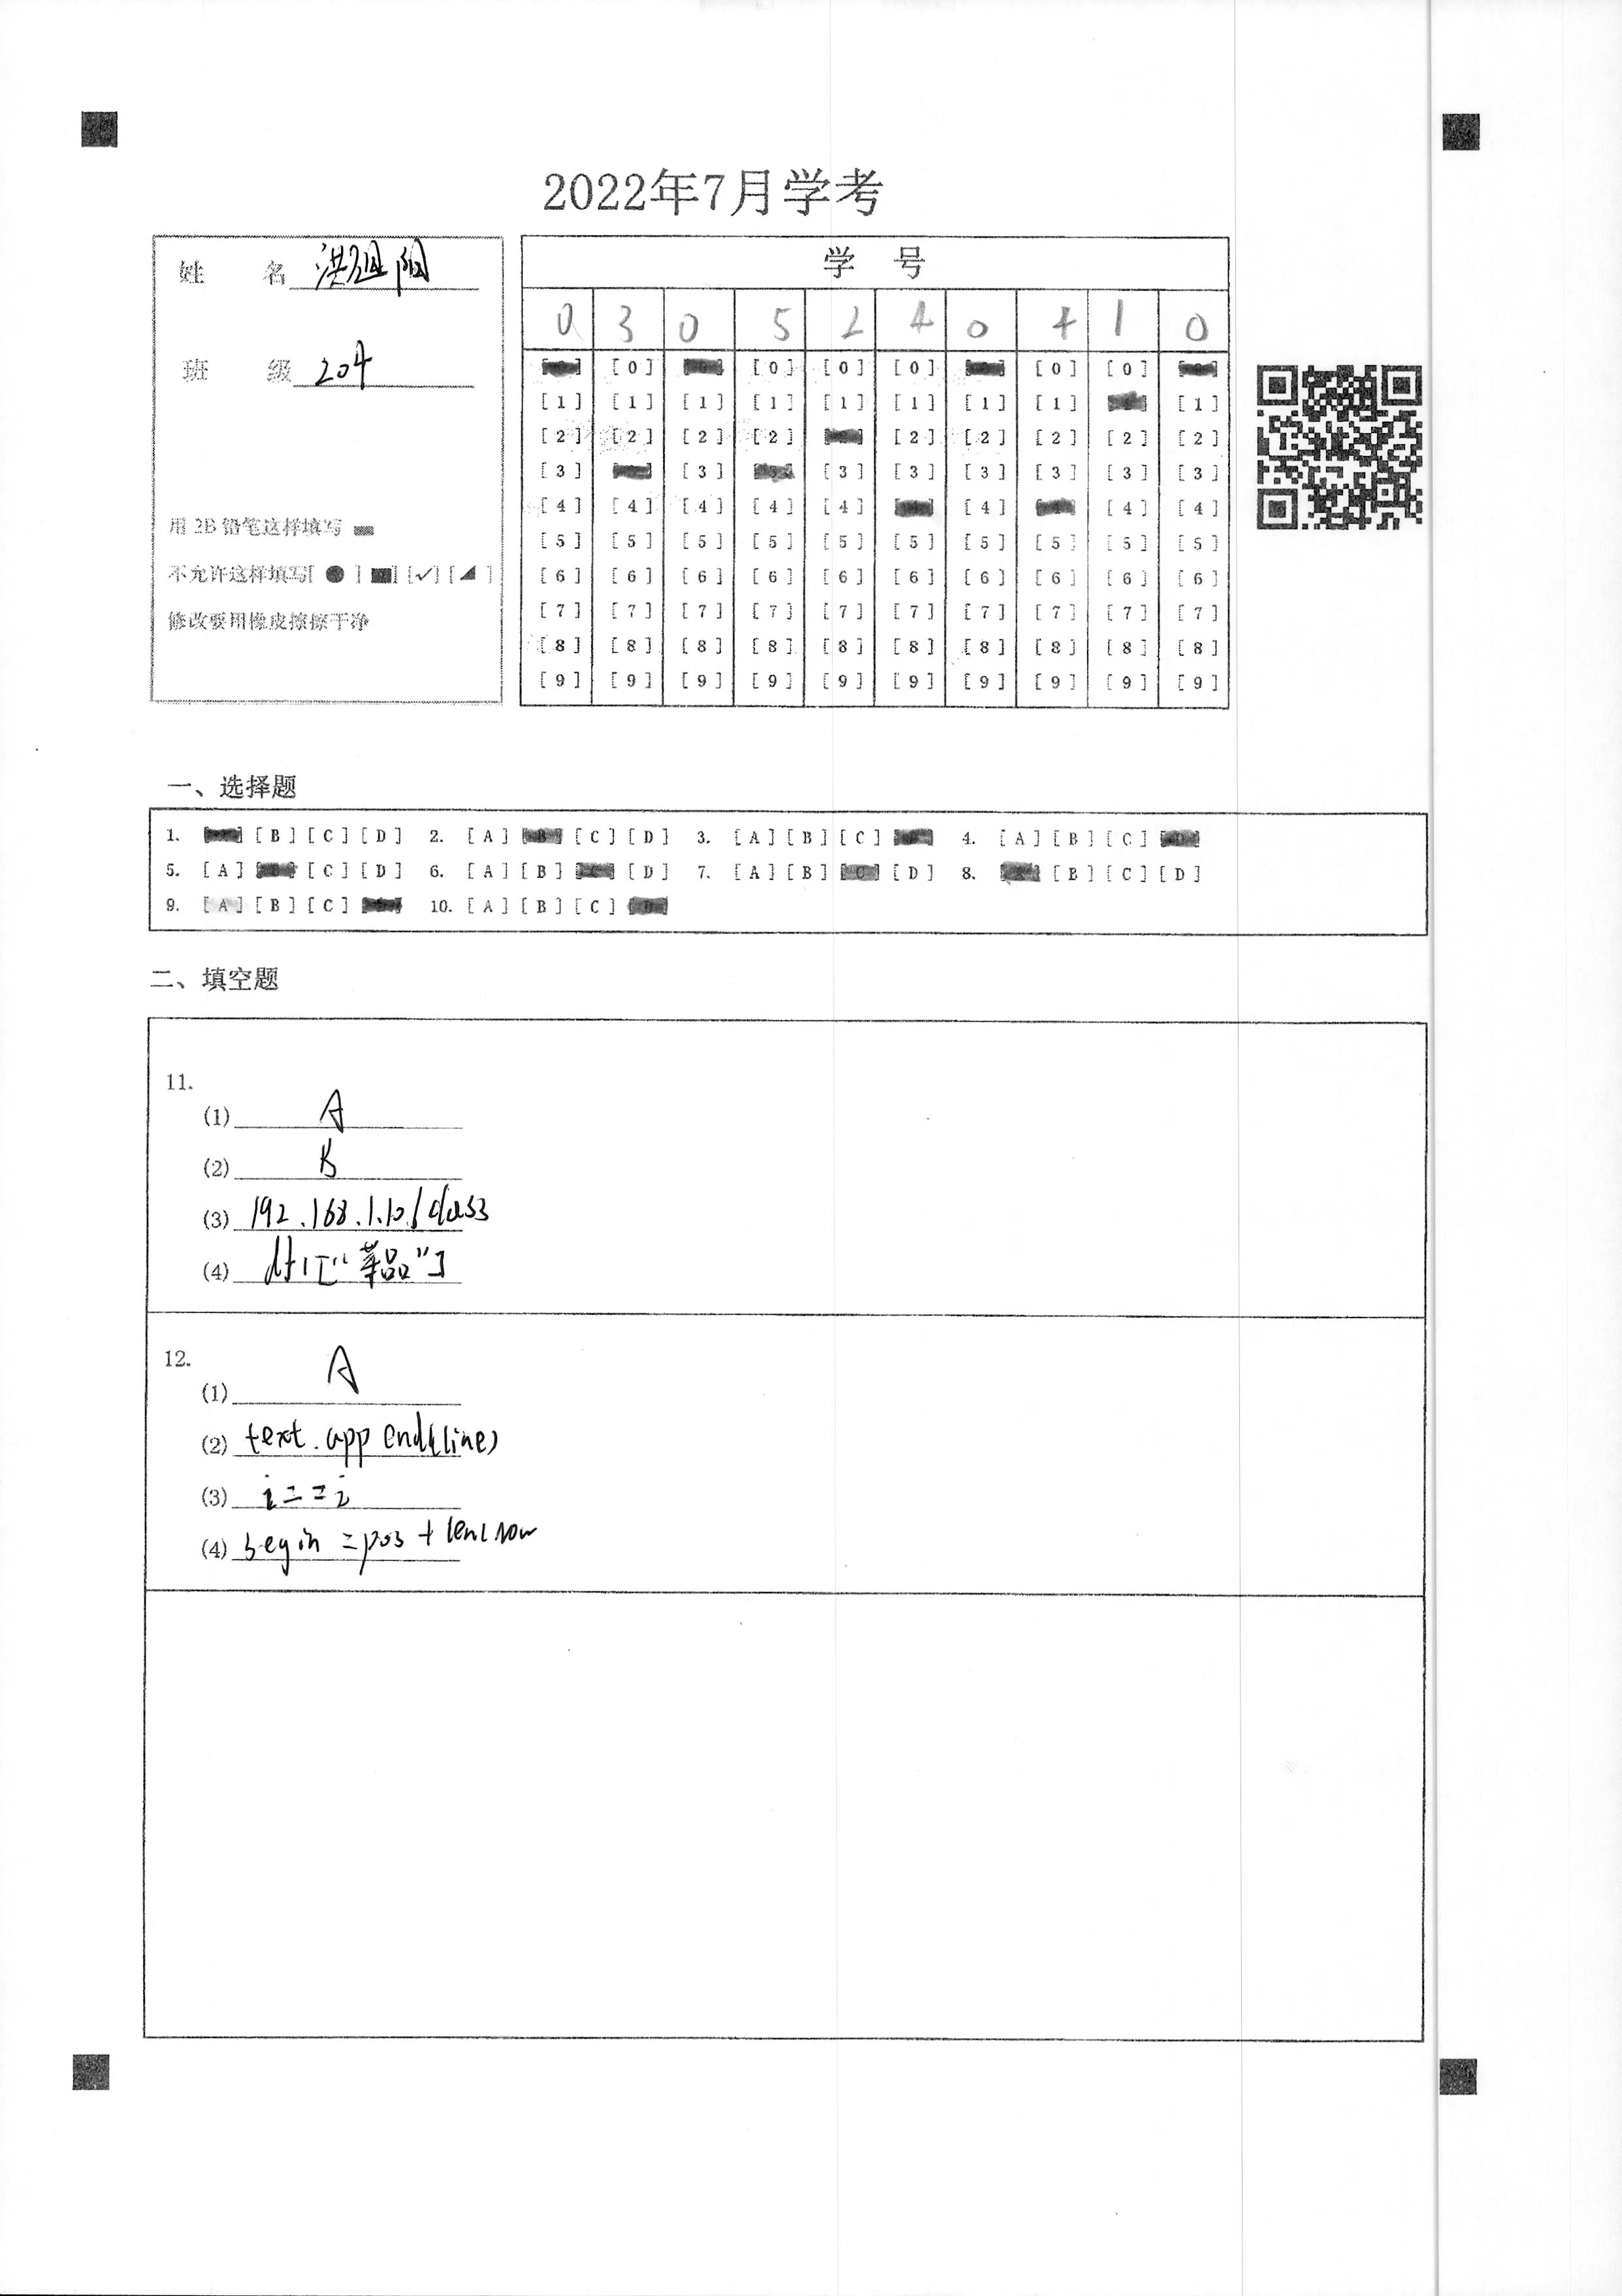 2022年7月学考
姓 名 洪祖阳
班 级 204
用 2B 铅笔这样填写
不允许这样填写[ ● ] [■] [✓] [◢ ]
修改要用橡皮擦擦干净
学 号
0 3 0 5 2 4 0 4 1 0
[0] [0] [0] [0] [0]
[1] [1] [1] [1] [1] [1] [1] [1] [1]
[2] [2] [2] [2] [2] [2] [2] [2] [2]
[3] [3] [3] [3] [3] [3] [3] [3]
[4] [4] [4] [4] [4] [4] [4] [4]
[5] [5] [5] [5] [5] [5] [5] [5] [5] [5]
[6] [6] [6] [6] [6] [6] [6] [6] [6] [6]
[7] [7] [7] [7] [7] [7] [7] [7] [7] [7]
[8] [8] [8] [8] [8] [8] [8] [8] [8] [8]
[9] [9] [9] [9] [9] [9] [9] [9] [9] [9]
一、选择题
1. [A] [B] [C] [D] 2. [A] [B] [C] [D] 3. [A] [B] [C] [D] 4. [A] [B] [C] [D]
5. [A] [B] [C] [D] 6. [A] [B] [C] [D] 7. [A] [B] [C] [D] 8. [A] [B] [C] [D]
9. [A] [B] [C] [D] 10. [A] [B] [C] [D]
二、填空题
11.
(1) A
(2) B
(3) 192.168.1.10/class
(4) df1["菜品"]
12.
(1) A
(2) text.append(line)
(3) i==j
(4) begin =pos +